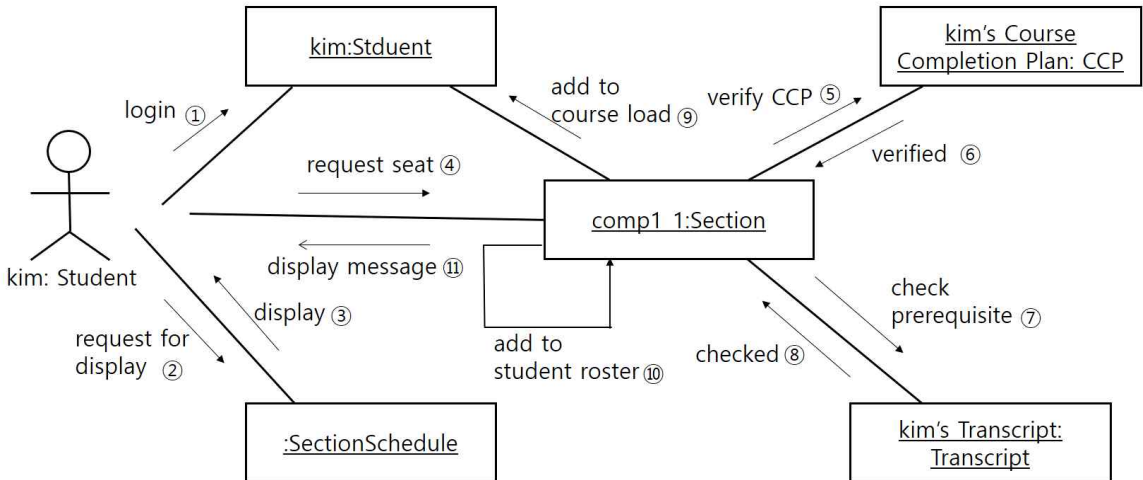 kim:Stduent
kim's Course
Completion Plan: CCP
login ①
add to
course load ⑨
verify CCP ⑤
request seat ④
verified ⑥
comp1 1:Section
kim: Student
display message ⑪
display ③
request for
display ②
add to
student roster ⑩
check
prerequisite ⑦
checked ⑧
:SectionSchedule
kim's Transcript:
Transcript